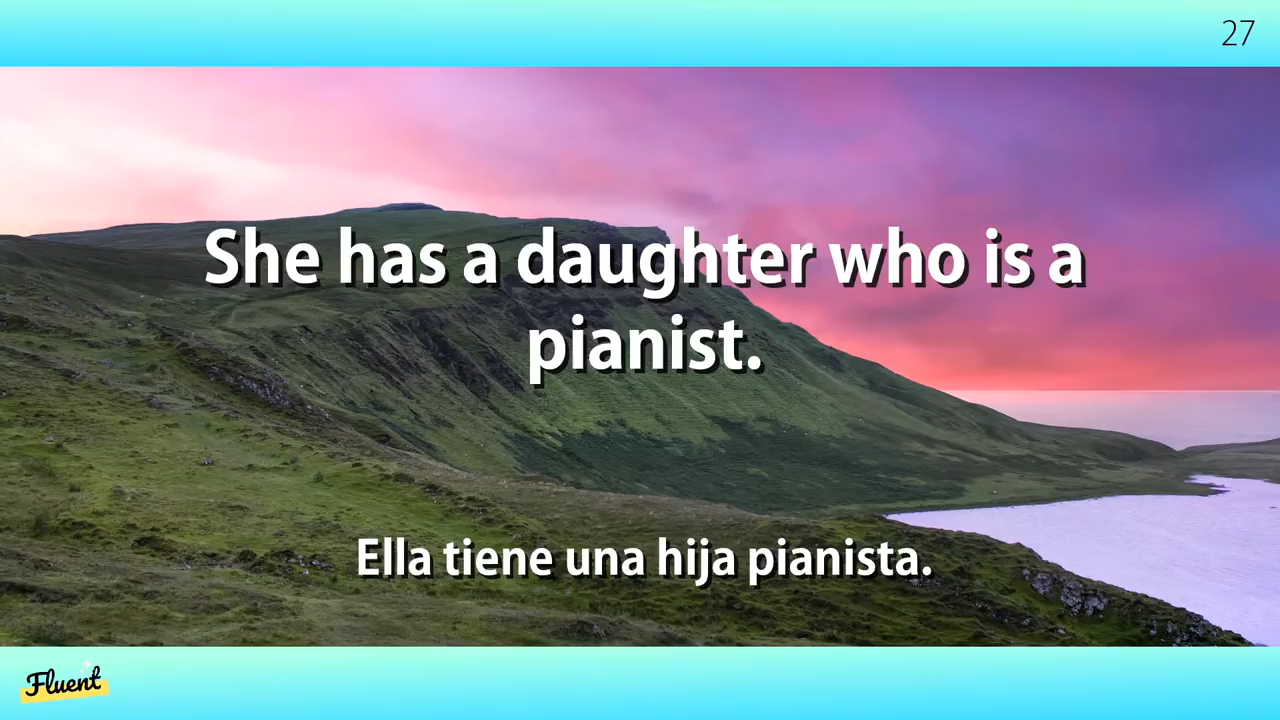 27
She has a daughter who is a
pianist.
Ella tiene una hija pianista.
Fluent